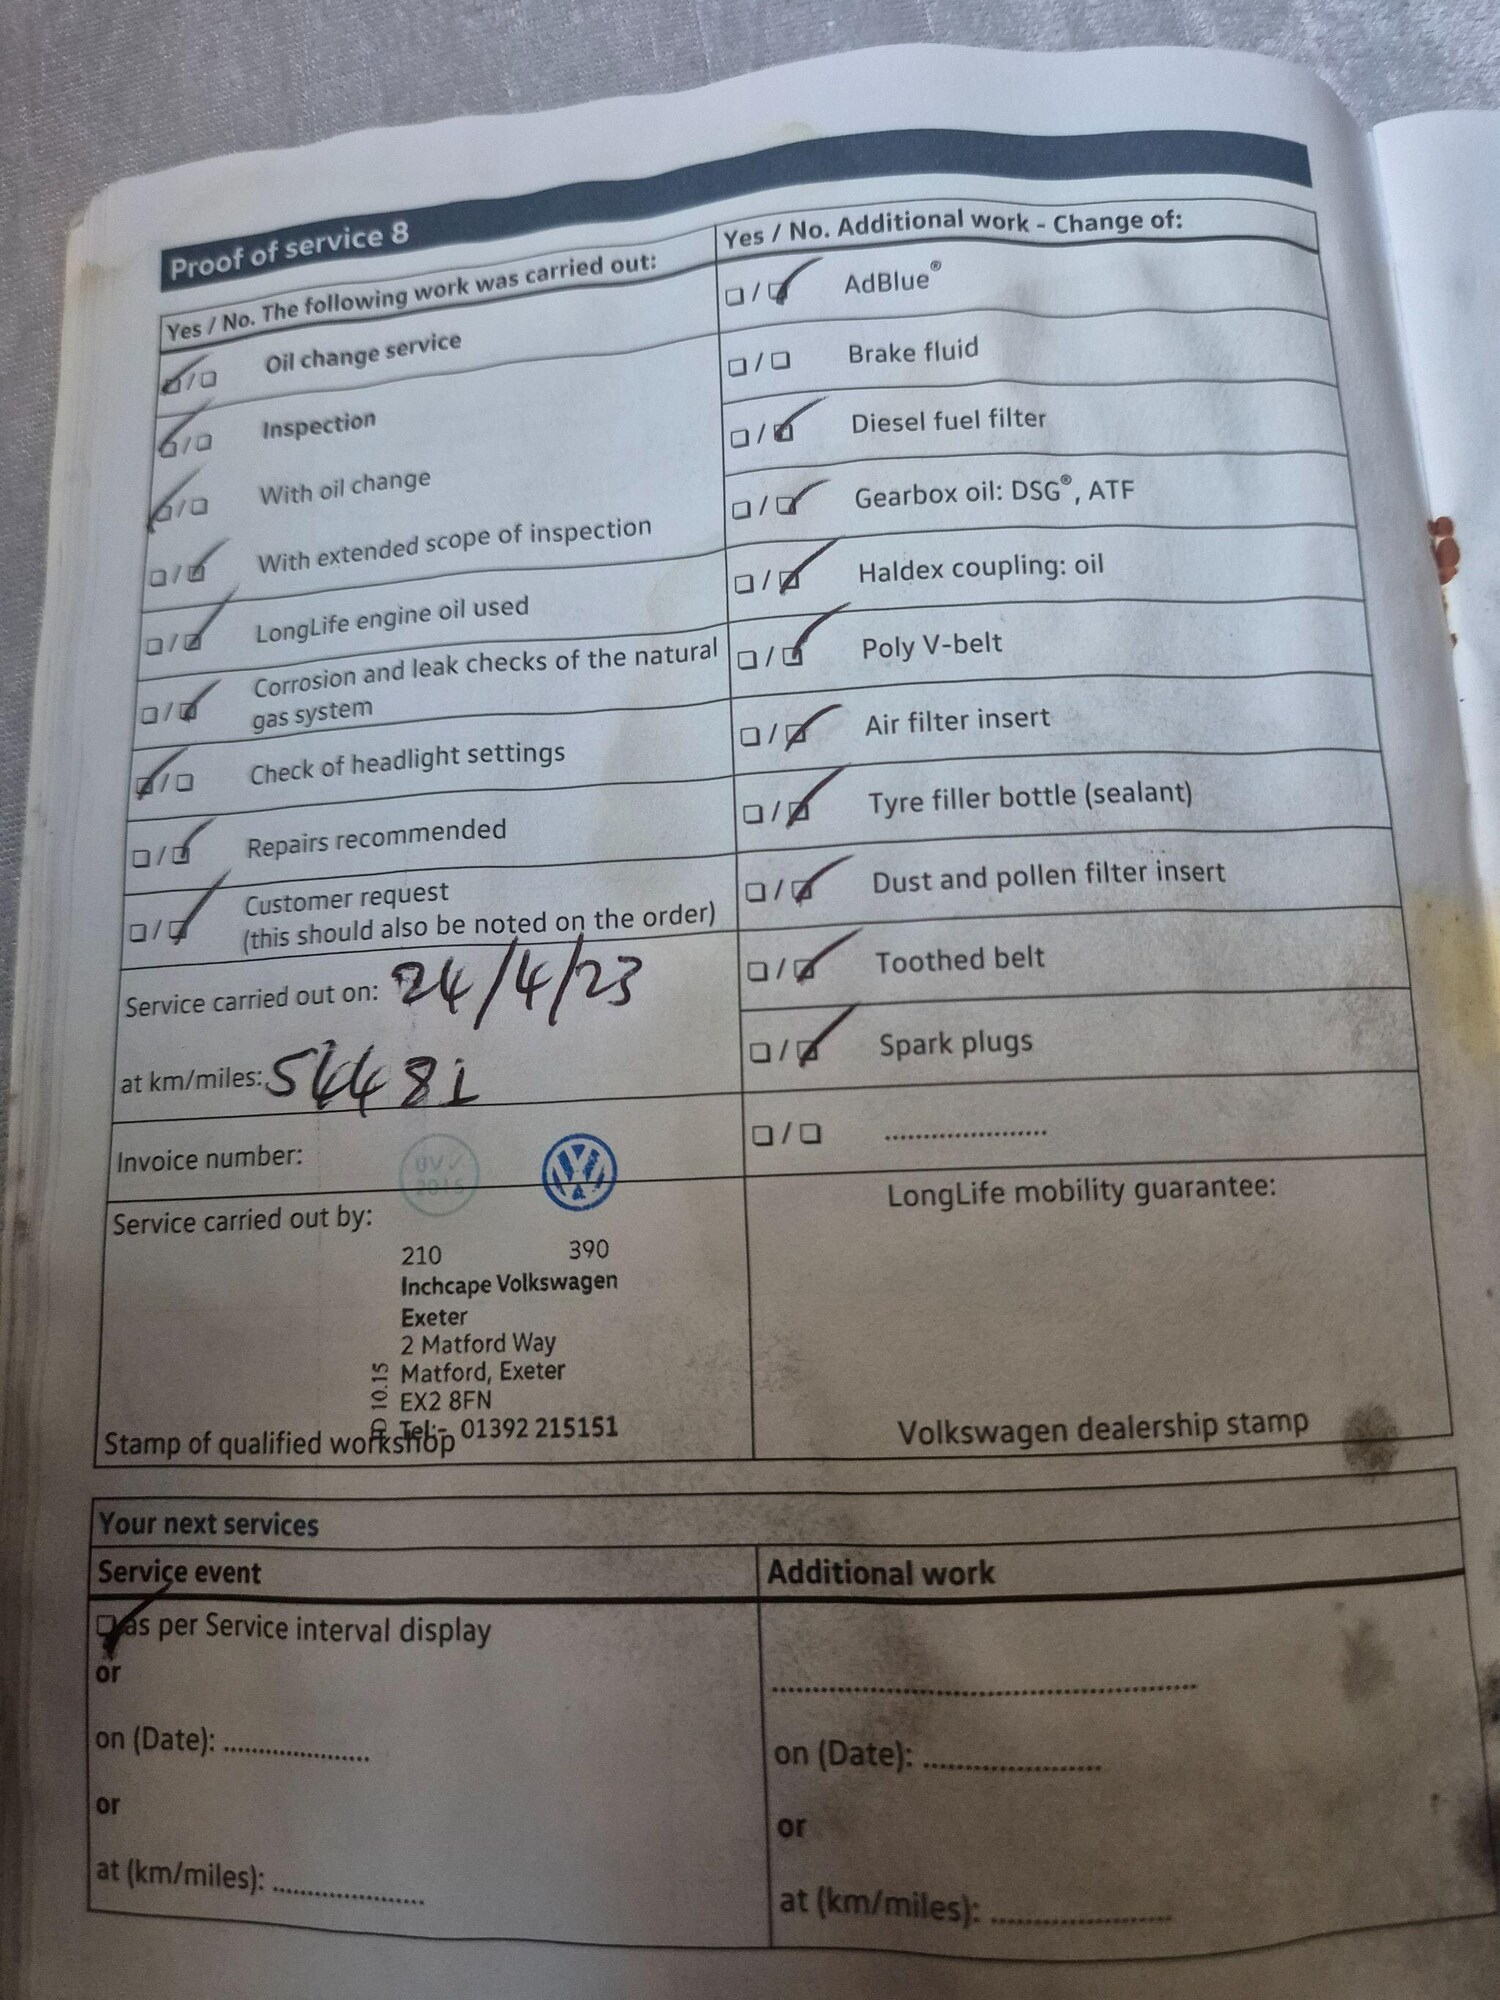 Proof of service 8
Yes / No. The following work was carried out:
Oil change service
Inspection
With oil change
With extended scope of inspection
LongLife engine oil used
Corrosion and leak checks of the natural
gas system
Check of headlight settings
Repairs recommended
Customer request
(this should also be noted on the order)
Service carried out on: 24/4/23
at km/miles: 54481
Invoice number:
Service carried out by:
210 390
Inchcape Volkswagen
Exeter
2 Matford Way
Matford, Exeter
EX2 8FN
Tel:- 01392 215151
10.15
Stamp of qualified workshop
Yes / No. Additional work - Change of:
AdBlue®
Brake fluid
Diesel fuel filter
Gearbox oil: DSG®, ATF
Haldex coupling: oil
Poly V-belt
Air filter insert
Tyre filler bottle (sealant)
Dust and pollen filter insert
Toothed belt
Spark plugs
LongLife mobility guarantee:
Volkswagen dealership stamp
Your next services
Service event
as per Service interval display
or
on (Date):
or
at (km/miles):
Additional work
on (Date):
or
at (km/miles):